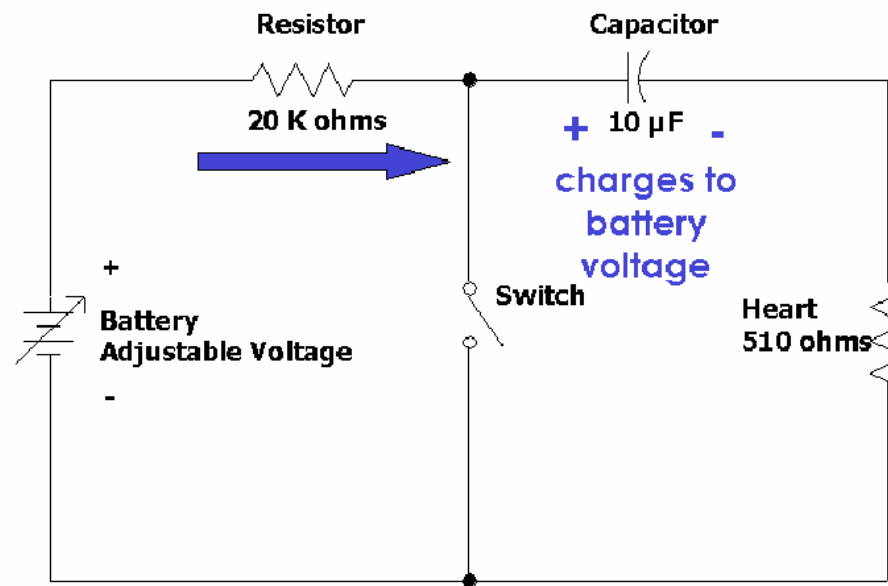 Resistor
Capacitor
20 K ohms
+ 10 µF -
charges to
battery
voltage
+
Switch
Battery
Adjustable Voltage
Heart
510 ohms
-